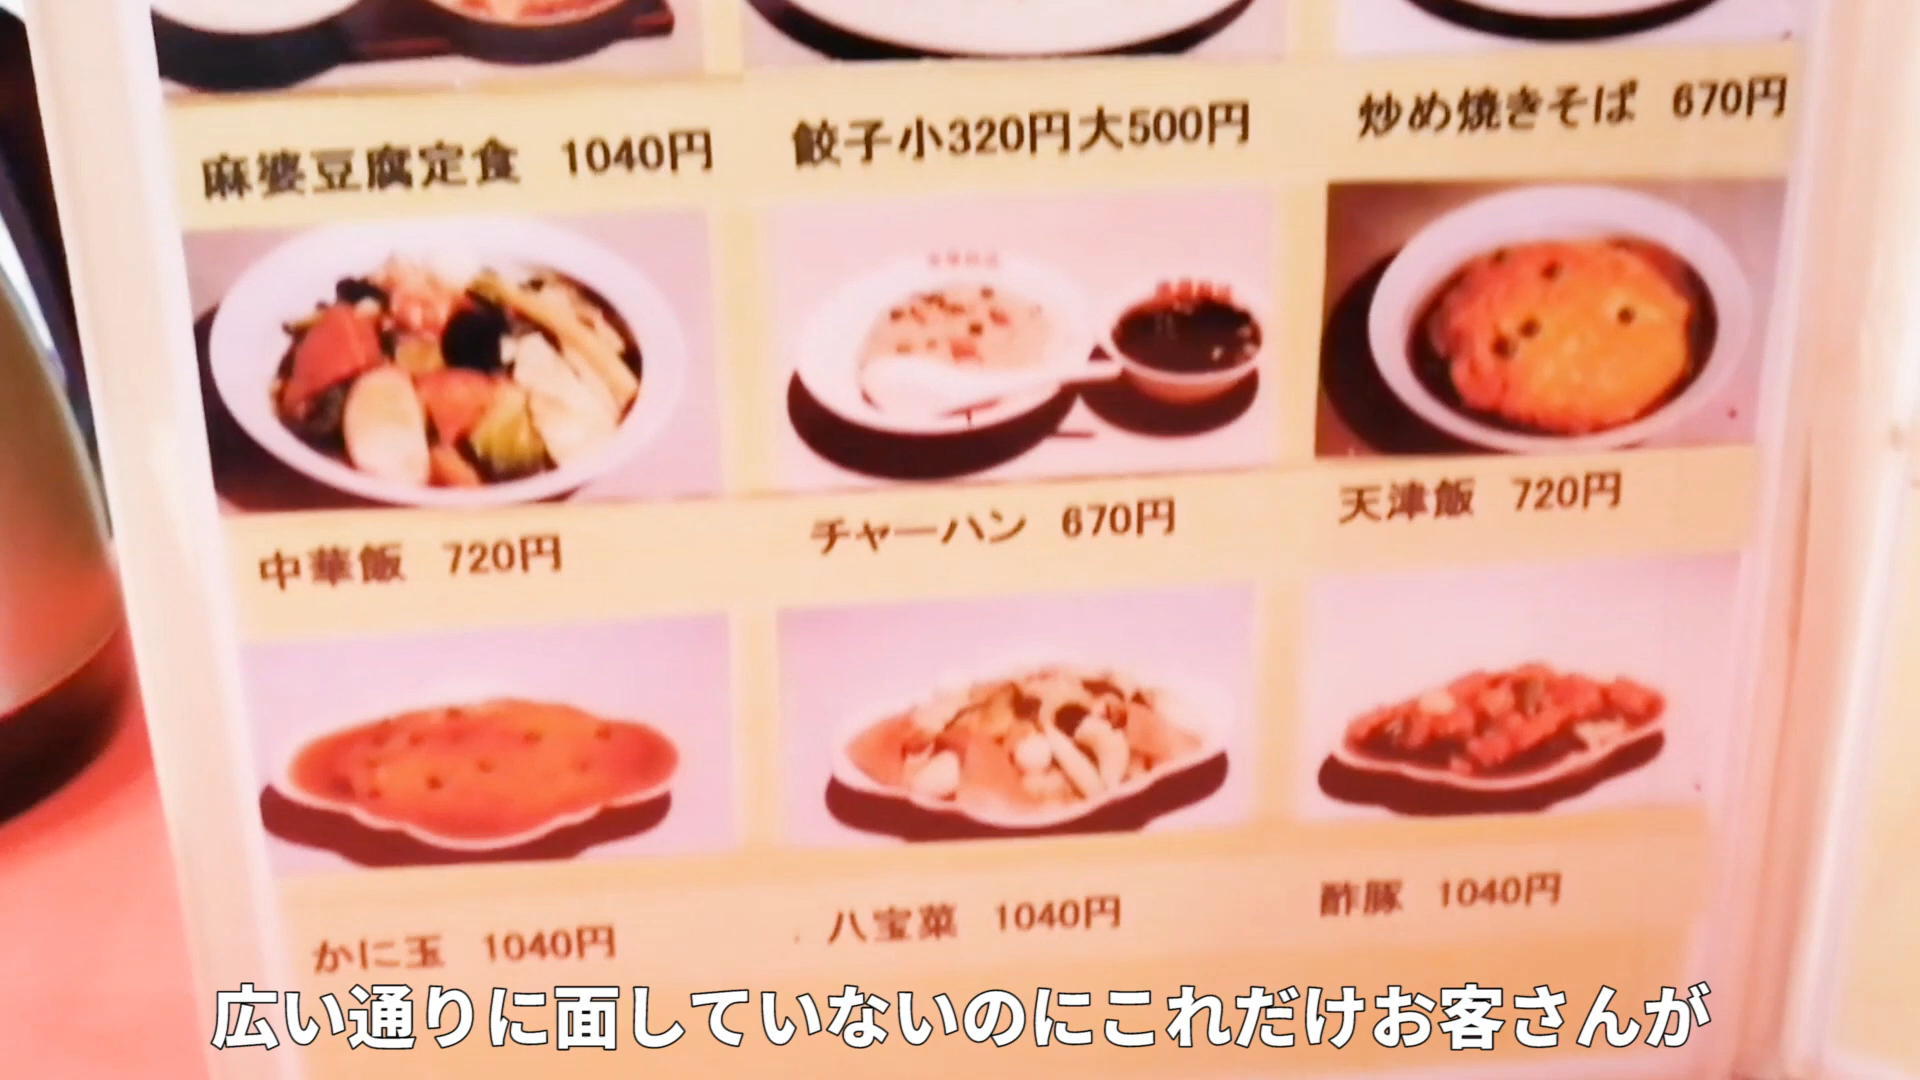 麻婆豆腐定食 1040円
餃子小320円大500円
炒め焼きそば 670円
中華飯 720円
チャーハン 670円
天津飯 720円
かに玉 1040円
八宝菜 1040円
酢豚 1040円
広い通りに面していないのにこれだけお客さんが